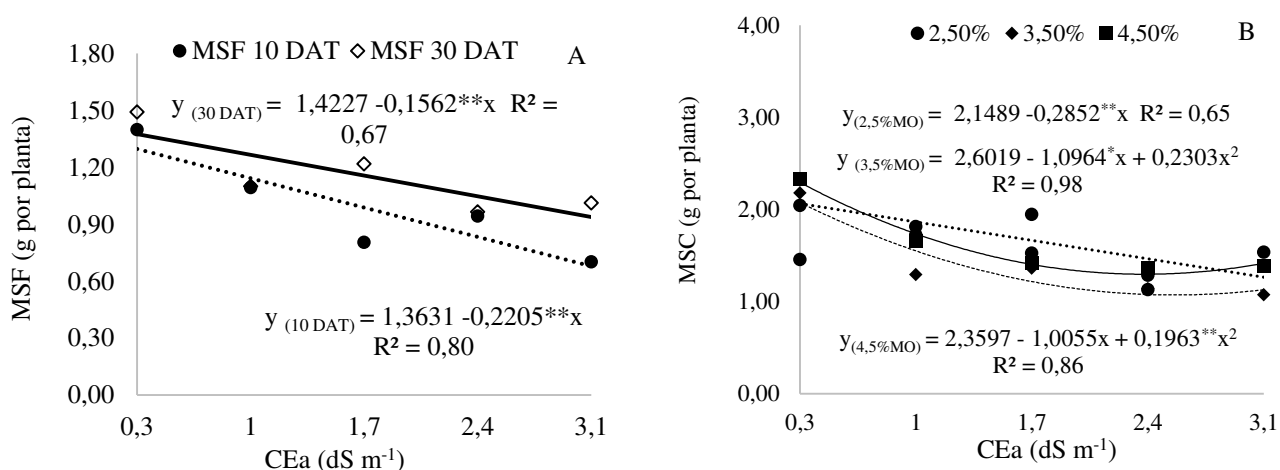 1,80
1,50
1,20
0,90
0,60
0,30
0,00
MSF (g por planta)
MSF 10 DAT MSF 30 DAT
A
y (30 DAT) = 1,4227 -0,1562**x R² =
0,67
y (10 DAT) = 1,3631 -0,2205**x
R² = 0,80
0,3 1 1,7 2,4 3,1
CEa (dS m-1)
4,00
3,00
2,00
1,00
0,00
MSC (g por planta)
2,50% 3,50% 4,50%
B
y(2,5%MO) = 2,1489 -0,2852**x R² = 0,65
y (3,5%MO) = 2,6019 - 1,0964*x + 0,2303x2
R² = 0,98
y(4,5%MO) = 2,3597 - 1,0055x + 0,1963**x2
R² = 0,86
0,3 1 1,7 2,4 3,1
CEa (dS m-1)